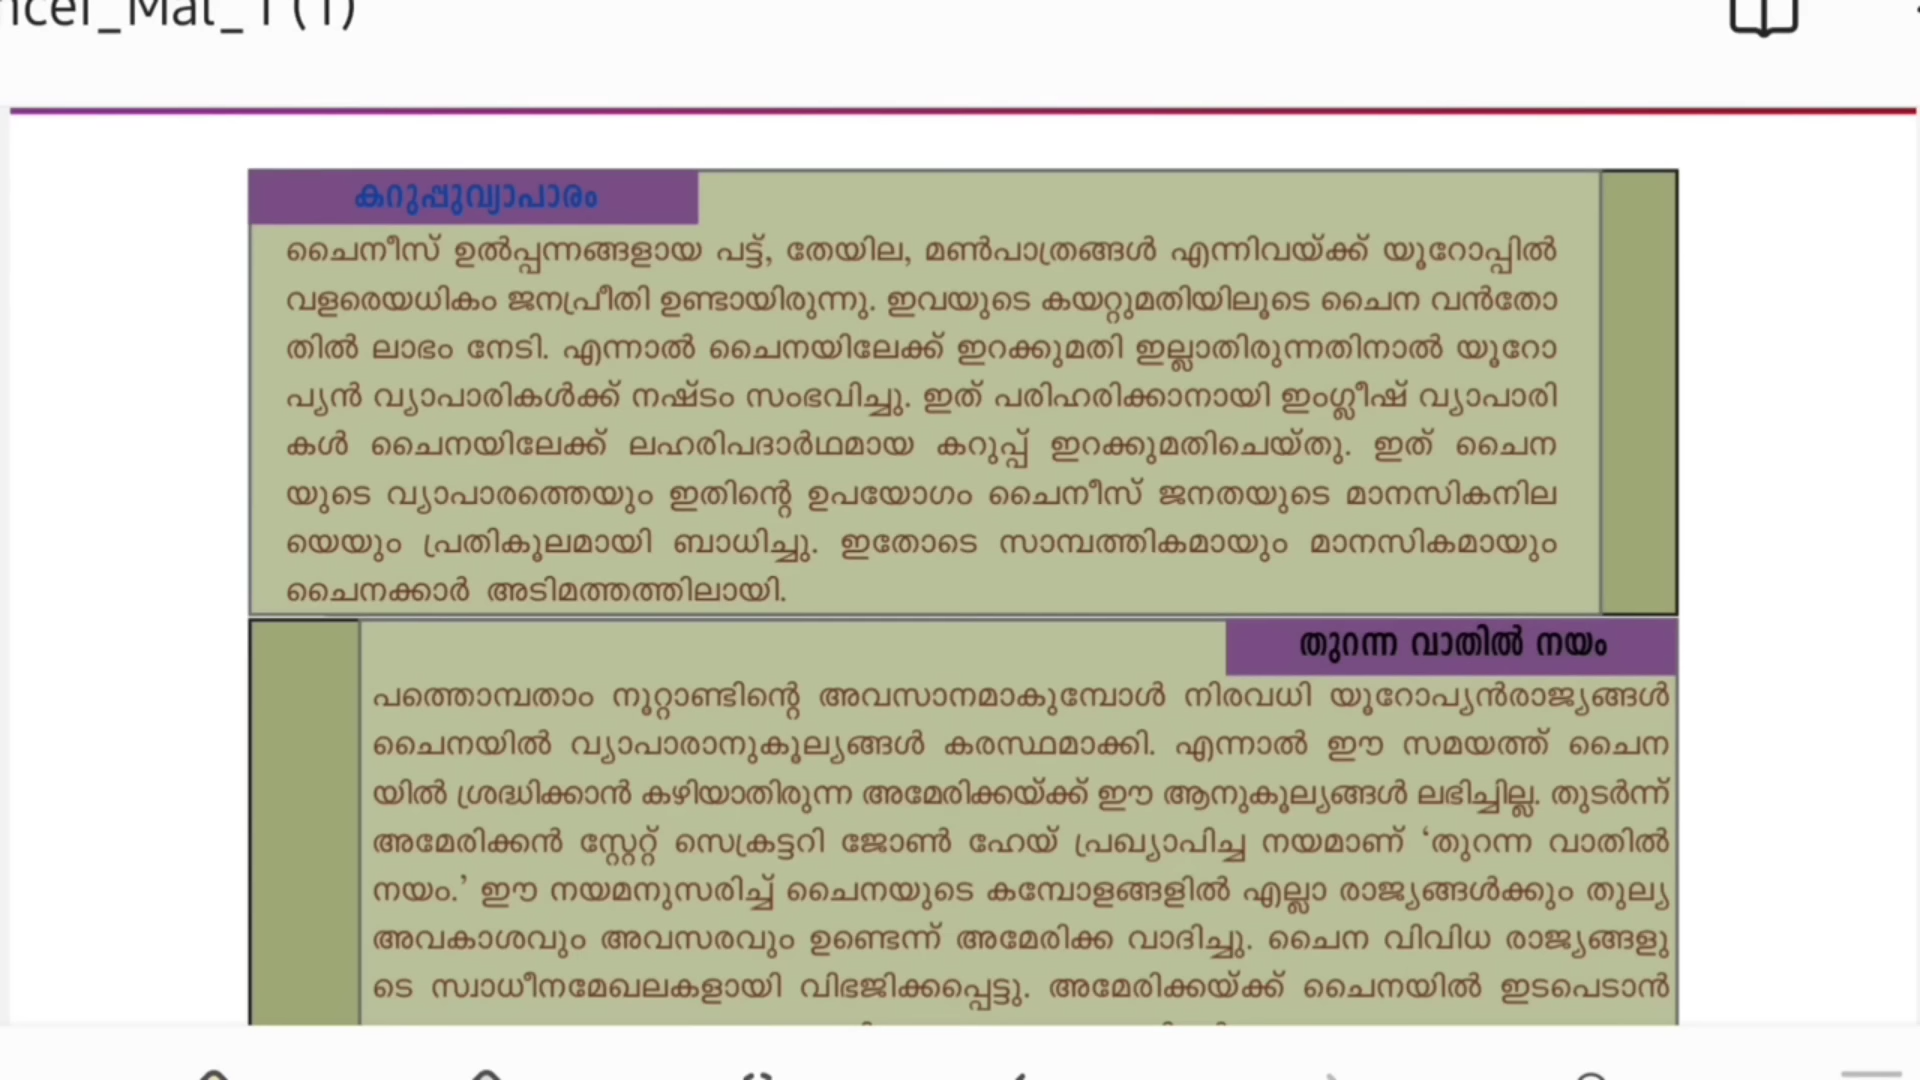 ncel_Mal_1 (1)
കറുപ്പുവ്യാപാരം
ചൈനീസ് ഉൽപ്പന്നങ്ങളായ പട്ട്, തേയില, മൺപാത്രങ്ങൾ എന്നിവയ്ക്ക് യൂറോപ്പിൽ
വളരെയധികം ജനപ്രീതി ഉണ്ടായിരുന്നു. ഇവയുടെ കയറ്റുമതിയിലൂടെ ചൈന വൻതോ
തിൽ ലാഭം നേടി. എന്നാൽ ചൈനയിലേക്ക് ഇറക്കുമതി ഇല്ലാതിരുന്നതിനാൽ യൂറോ
പ്യൻ വ്യാപാരികൾക്ക് നഷ്ടം സംഭവിച്ചു. ഇത് പരിഹരിക്കാനായി ഇംഗ്ലീഷ് വ്യാപാരി
കൾ ചൈനയിലേക്ക് ലഹരിപദാർഥമായ കറുപ്പ് ഇറക്കുമതിചെയ്തു. ഇത് ചൈന
യുടെ വ്യാപാരത്തെയും ഇതിന്റെ ഉപയോഗം ചൈനീസ് ജനതയുടെ മാനസികനില
യെയും പ്രതികൂലമായി ബാധിച്ചു. ഇതോടെ സാമ്പത്തികമായും മാനസികമായും
ചൈനക്കാർ അടിമത്തത്തിലായി.
തുറന്ന വാതിൽ നയം
പത്തൊമ്പതാം നൂറ്റാണ്ടിന്റെ അവസാനമാകുമ്പോൾ നിരവധി യൂറോപ്യൻരാജ്യങ്ങൾ
ചൈനയിൽ വ്യാപാരാനുകൂല്യങ്ങൾ കരസ്ഥമാക്കി. എന്നാൽ ഈ സമയത്ത് ചൈന
യിൽ ശ്രദ്ധിക്കാൻ കഴിയാതിരുന്ന അമേരിക്കയ്ക്ക് ഈ ആനുകൂല്യങ്ങൾ ലഭിച്ചില്ല. തുടർന്ന്
അമേരിക്കൻ സ്റ്റേറ്റ് സെക്രട്ടറി ജോൺ ഹേയ് പ്രഖ്യാപിച്ച നയമാണ് ‘തുറന്ന വാതിൽ
നയം.’ ഈ നയമനുസരിച്ച് ചൈനയുടെ കമ്പോളങ്ങളിൽ എല്ലാ രാജ്യങ്ങൾക്കും തുല്യ
അവകാശവും അവസരവും ഉണ്ടെന്ന് അമേരിക്ക വാദിച്ചു. ചൈന വിവിധ രാജ്യങ്ങളു
ടെ സ്വാധീനമേഖലകളായി വിഭജിക്കപ്പെട്ടു. അമേരിക്കയ്ക്ക് ചൈനയിൽ ഇടപെടാൻ